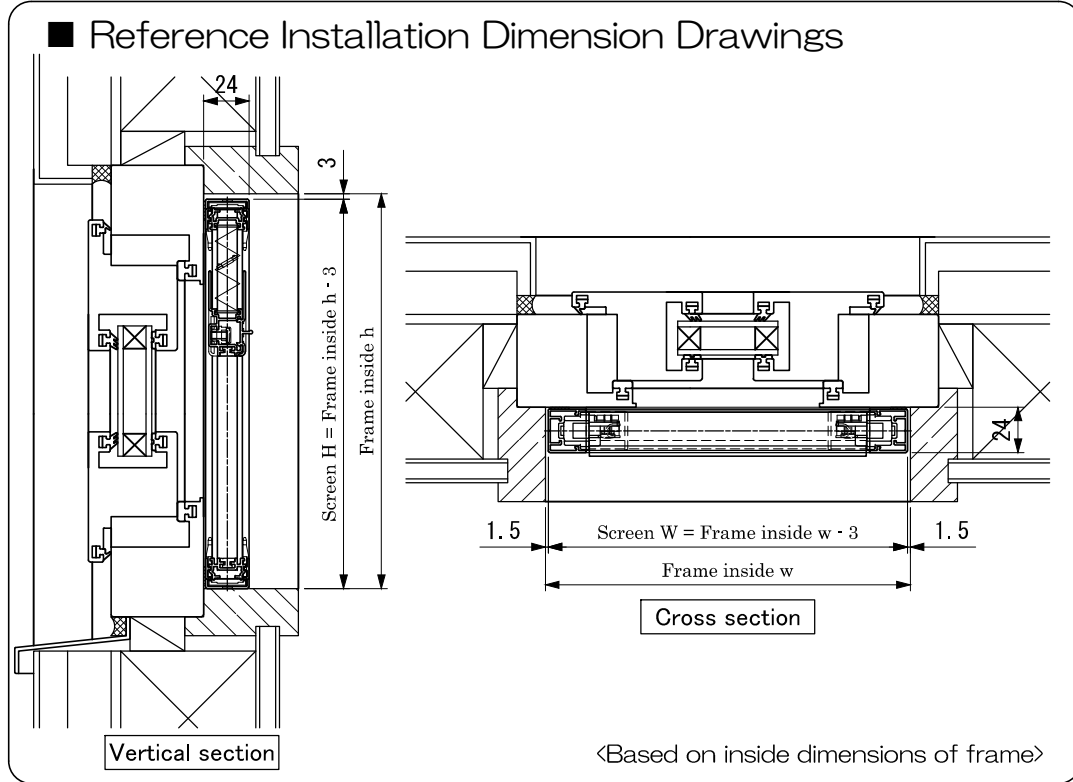 ■ Reference Installation Dimension Drawings
24
3
Screen H = Frame inside h - 3
Frame inside h
24
1.5
Screen W = Frame inside w - 3
1.5
Frame inside w
Cross section
Vertical section
<Based on inside dimensions of frame>